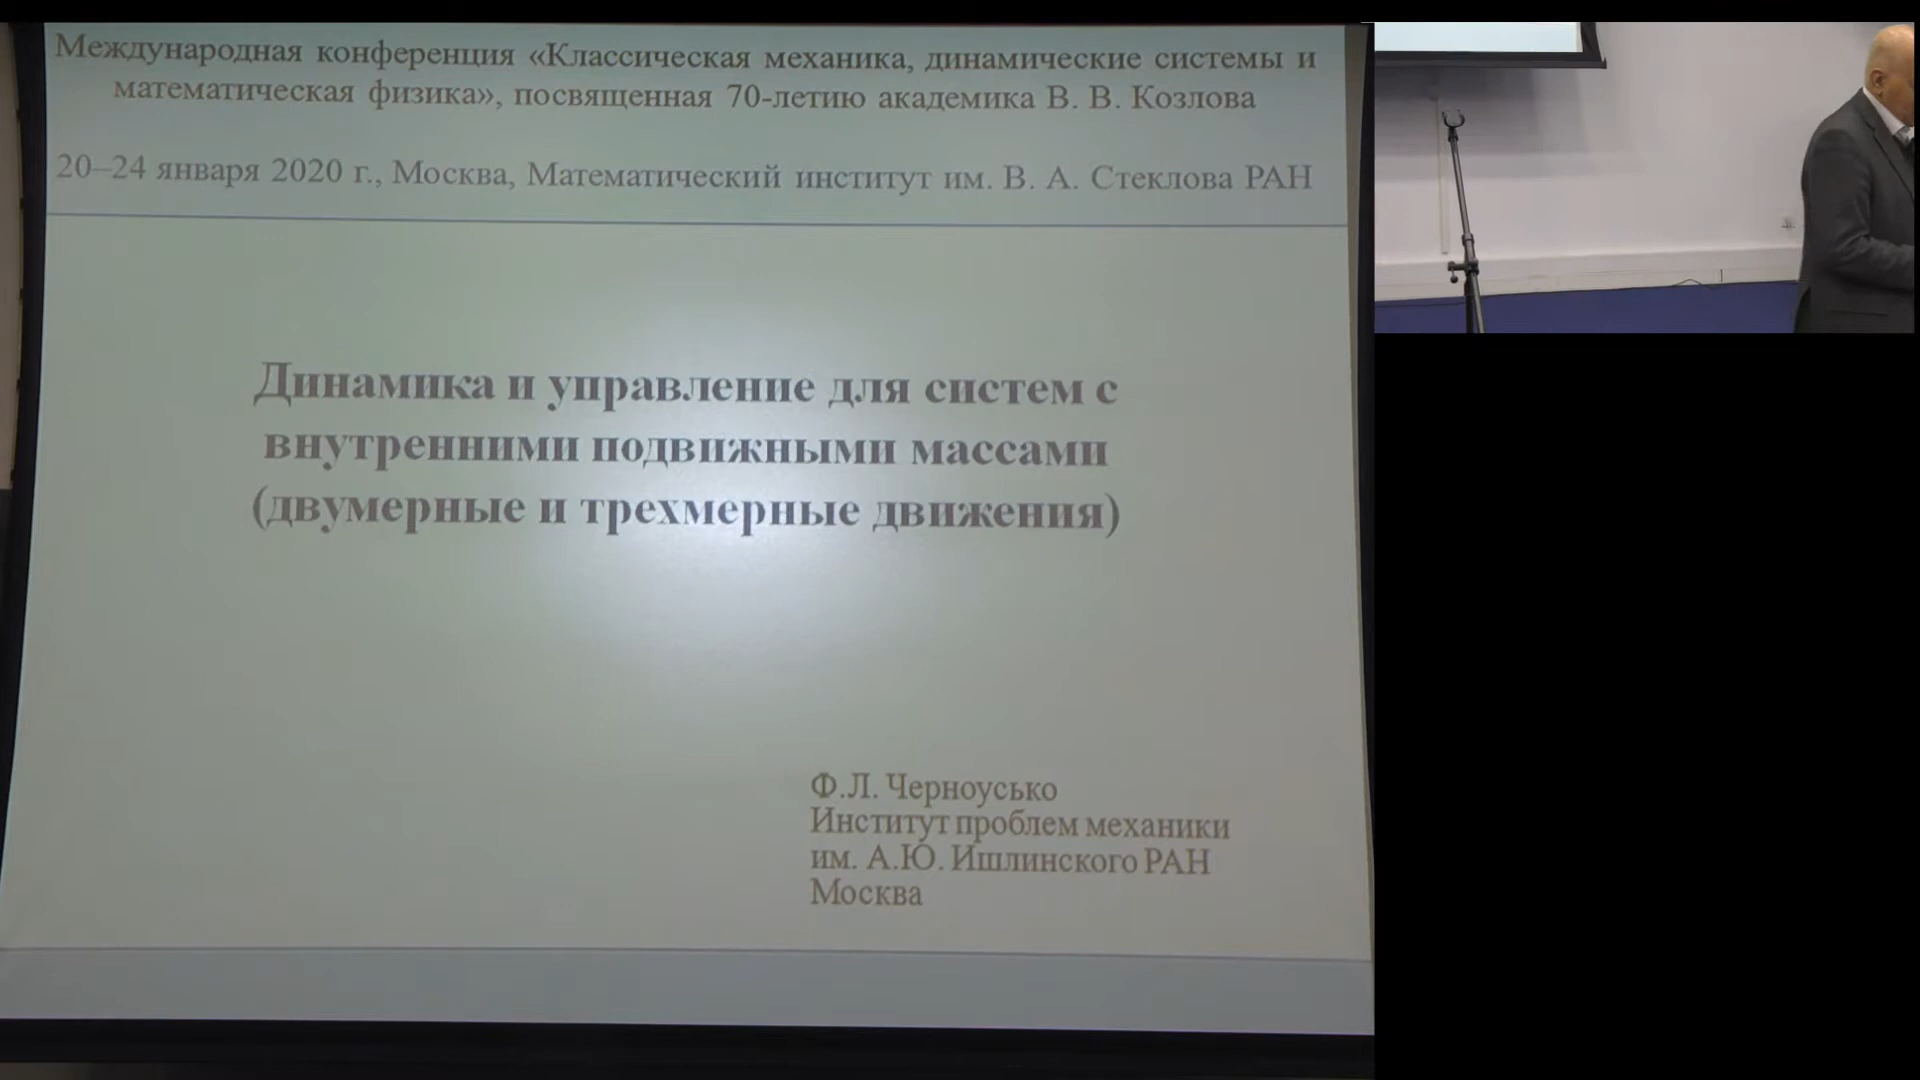 Международная конференция «Классическая механика, динамические системы и
математическая физика», посвященная 70-летию академика В. В. Козлова
20–24 января 2020 г., Москва, Математический институт им. В. А. Стеклова РАН
Динамика и управление для систем с
внутренними подвижными массами
(двумерные и трехмерные движения)
Ф.Л. Черноусько
Институт проблем механики
им. А.Ю. Ишлинского РАН
Москва